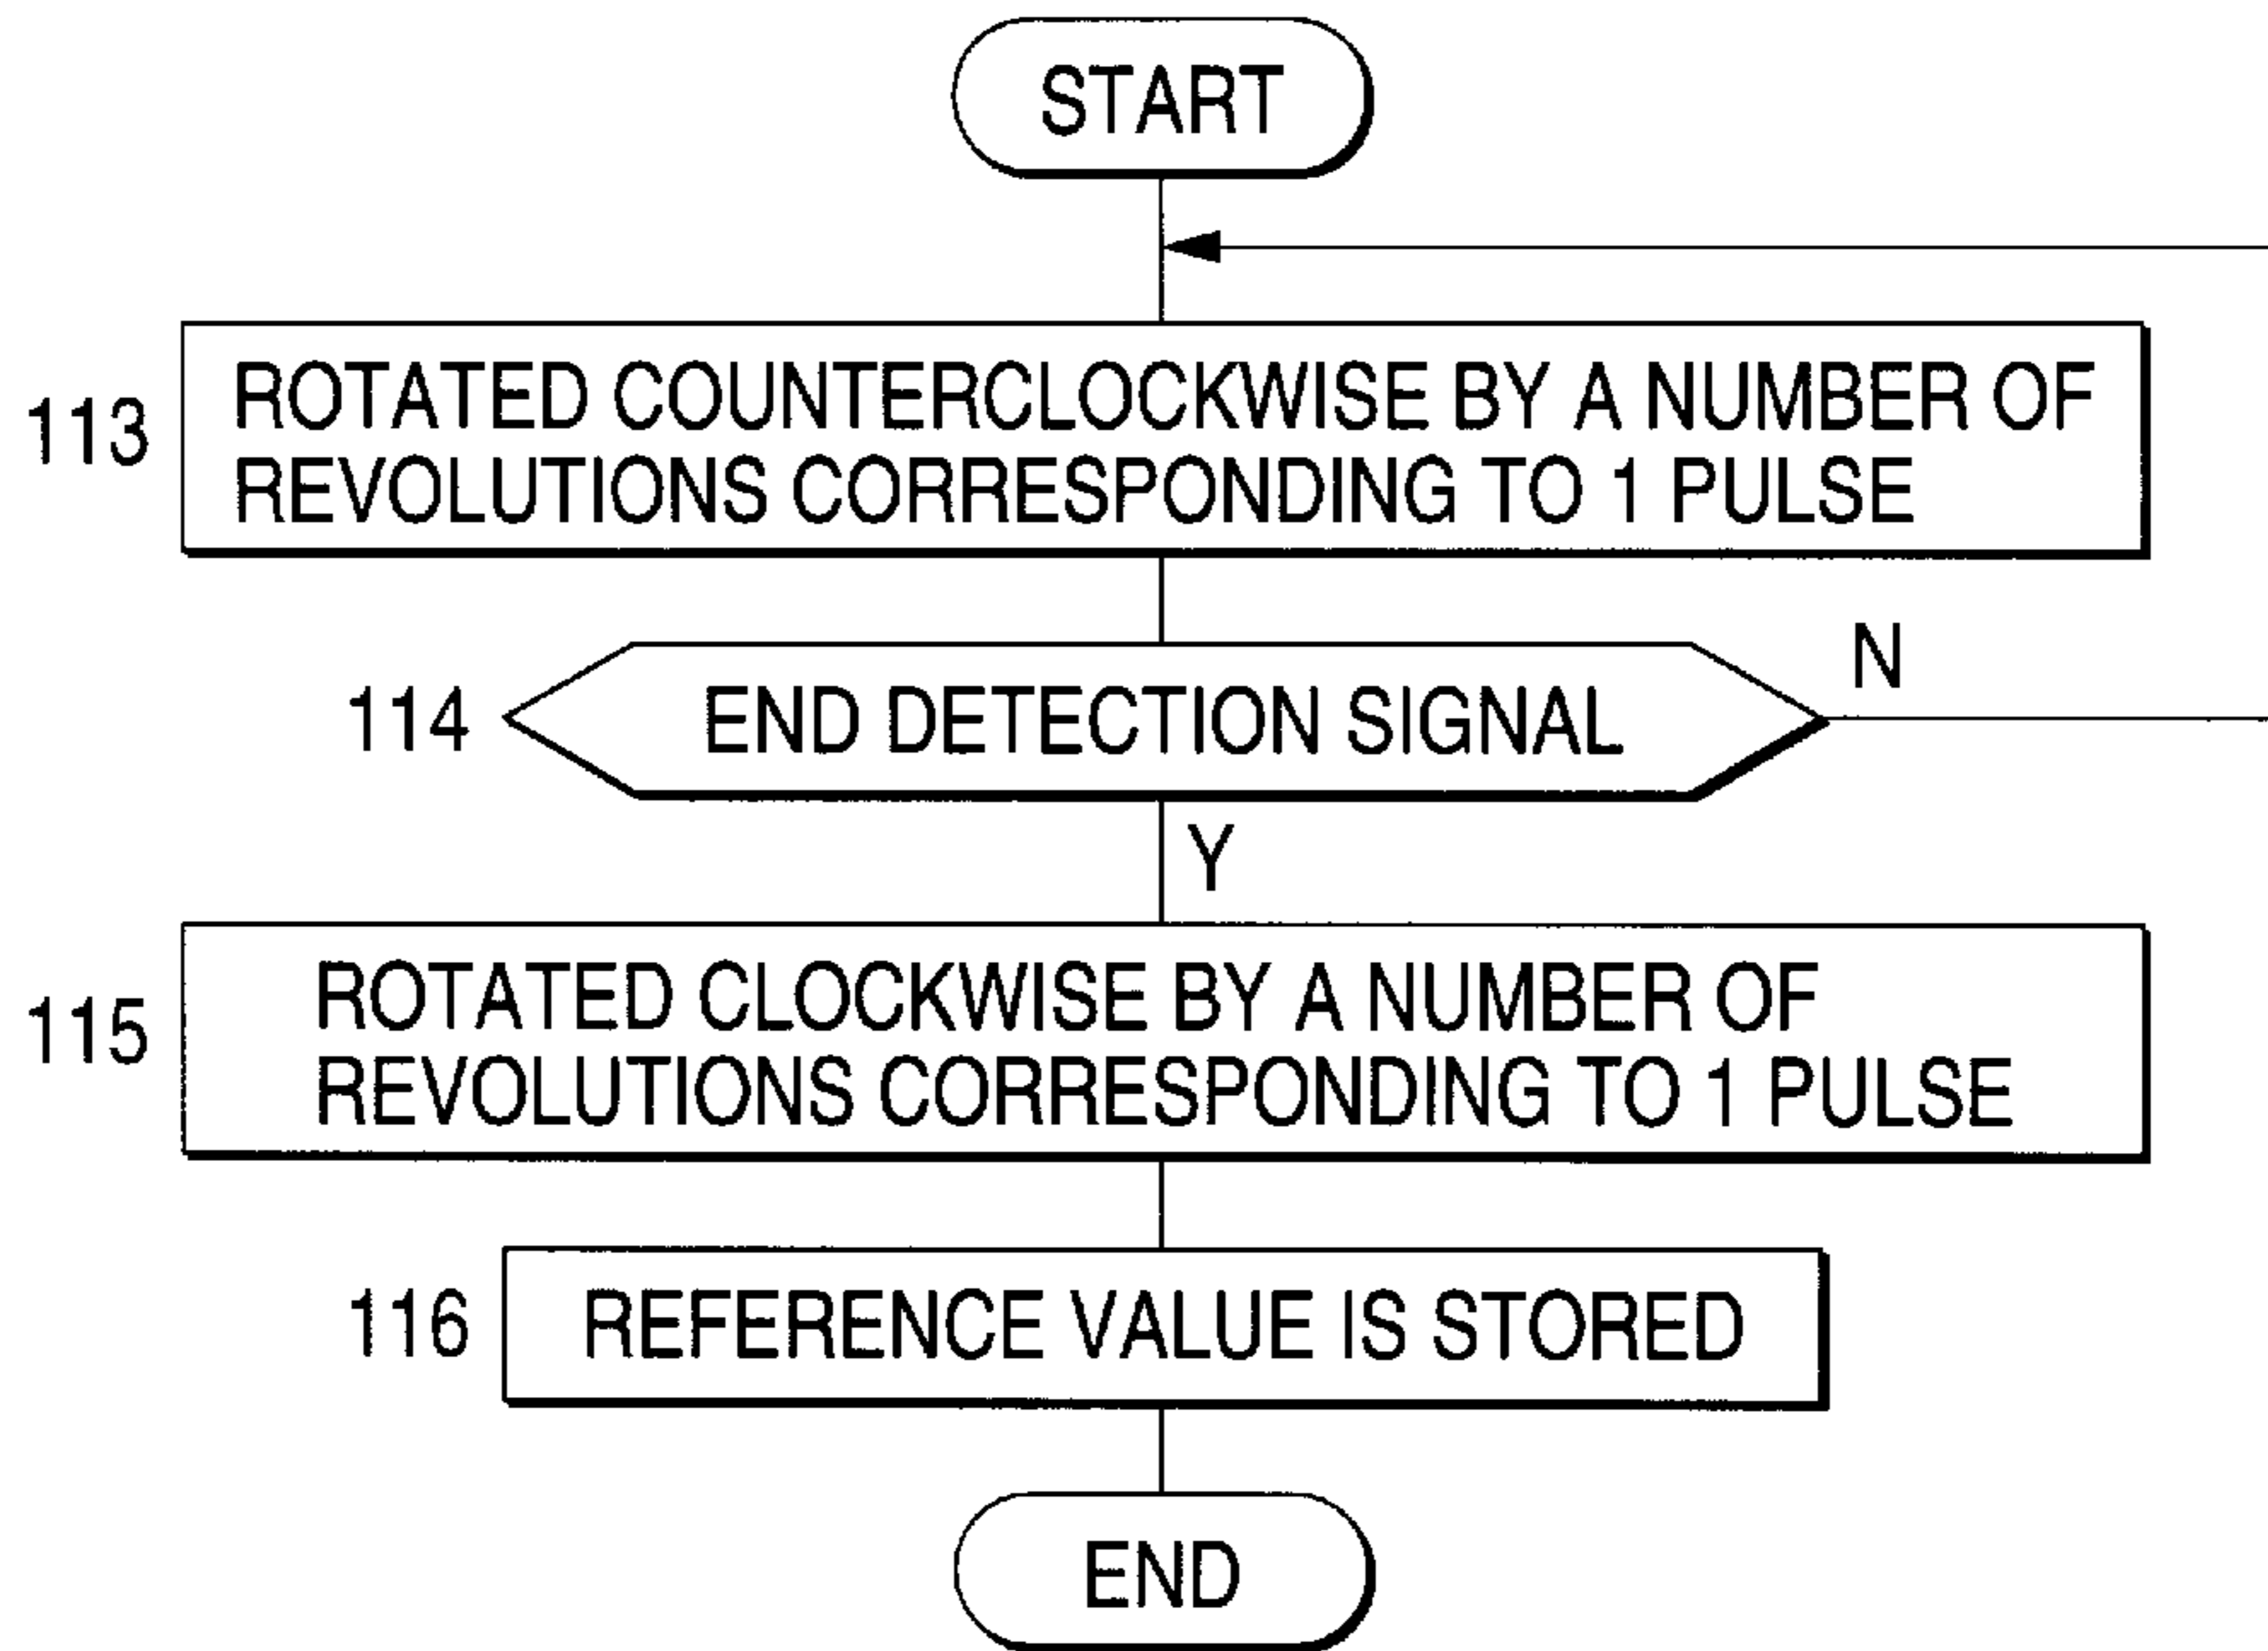 START
113
ROTATED COUNTERCLOCKWISE BY A NUMBER OF
REVOLUTIONS CORRESPONDING TO 1 PULSE
114
END DETECTION SIGNAL
N
Y
115
ROTATED CLOCKWISE BY A NUMBER OF
REVOLUTIONS CORRESPONDING TO 1 PULSE
116
REFERENCE VALUE IS STORED
END